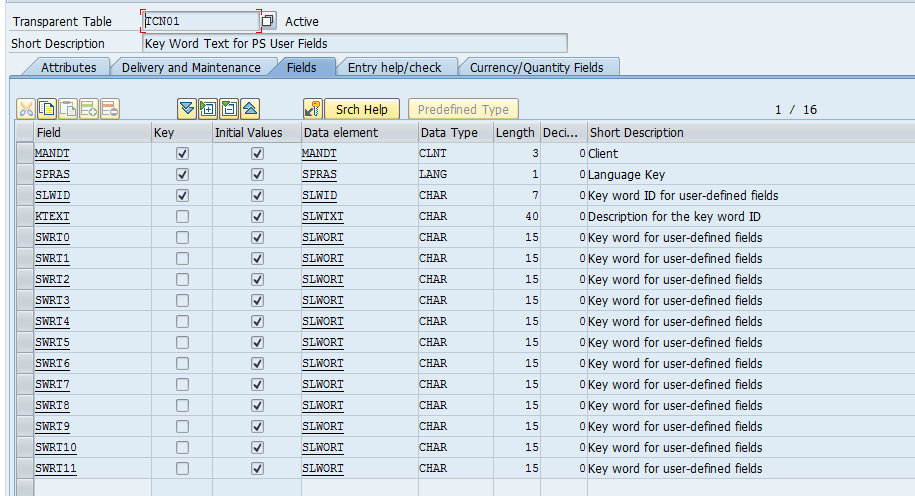 Transparent Table TCN01 Active
Short Description Key Word Text for PS User Fields
Attributes Delivery and Maintenance Fields Entry help/check Currency/Quantity Fields
Srch Help Predefined Type 1 / 16
Field Key Initial Values Data element Data Type Length Deci... Short Description
MANDT MANDT CLNT 3 0 Client
SPRAS SPRAS LANG 1 0 Language Key
SLWID SLWID CHAR 7 0 Key word ID for user-defined fields
KTEXT SLWTXT CHAR 40 0 Description for the key word ID
SWRT0 SLWORT CHAR 15 0 Key word for user-defined fields
SWRT1 SLWORT CHAR 15 0 Key word for user-defined fields
SWRT2 SLWORT CHAR 15 0 Key word for user-defined fields
SWRT3 SLWORT CHAR 15 0 Key word for user-defined fields
SWRT4 SLWORT CHAR 15 0 Key word for user-defined fields
SWRT5 SLWORT CHAR 15 0 Key word for user-defined fields
SWRT6 SLWORT CHAR 15 0 Key word for user-defined fields
SWRT7 SLWORT CHAR 15 0 Key word for user-defined fields
SWRT8 SLWORT CHAR 15 0 Key word for user-defined fields
SWRT9 SLWORT CHAR 15 0 Key word for user-defined fields
SWRT10 SLWORT CHAR 15 0 Key word for user-defined fields
SWRT11 SLWORT CHAR 15 0 Key word for user-defined fields